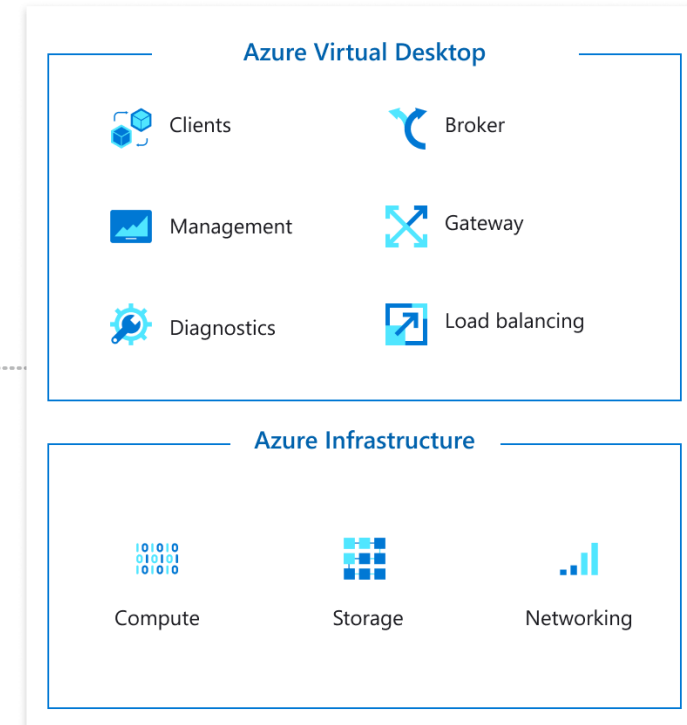 Azure Virtual Desktop
Clients
Broker
Management
Gateway
Diagnostics
Load balancing
Azure Infrastructure
Compute
Storage
Networking